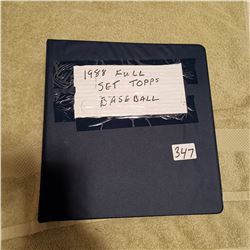 1988 FULL
SET TOPPS
BASEBALL
347